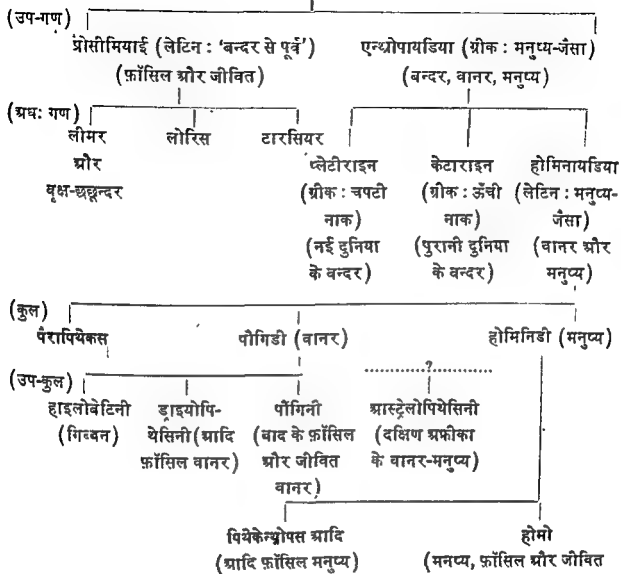 (उप-गण)
प्रोसीमियाई (लेटिन : 'बन्दर से पूर्व') एन्थ्रोपायडिया (ग्रीक : मनुष्य-जैसा)
(फ़ॉसिल और जीवित) (बन्दर, वानर, मनुष्य)
(अधः गण)
लीमर लोरिस टारसियर
और प्लेटीराइन केटाराइन होमिनायडिया
वृक्ष-छछून्दर (ग्रीक : चपटी (ग्रीक : ऊँची (लेटिन : मनुष्य-
नाक) नाक) जैसा)
(नई दुनिया (पुरानी दुनिया (वानर और
के बन्दर) के बन्दर) मनुष्य)
(कुल)
पैरापिथेकस पौंगिडी (वानर) होमिनिडी (मनुष्य)
?
(उप-कुल)
हाइलोबेटिनी ड्रायोपि- पौंगिनी आस्ट्रेलोपिथेसिनी
(गिब्बन) थेसिनी (आदि (बाद के फ़ॉसिल (दक्षिण अफ्रीका
फ़ॉसिल वानर) और जीवित के वानर-मनुष्य)
वानर)
पिथेकेन्थ्रोपस आदि होमो
(आदि फ़ॉसिल मनुष्य) (मनष्य, फ़ॉसिल और जीवित